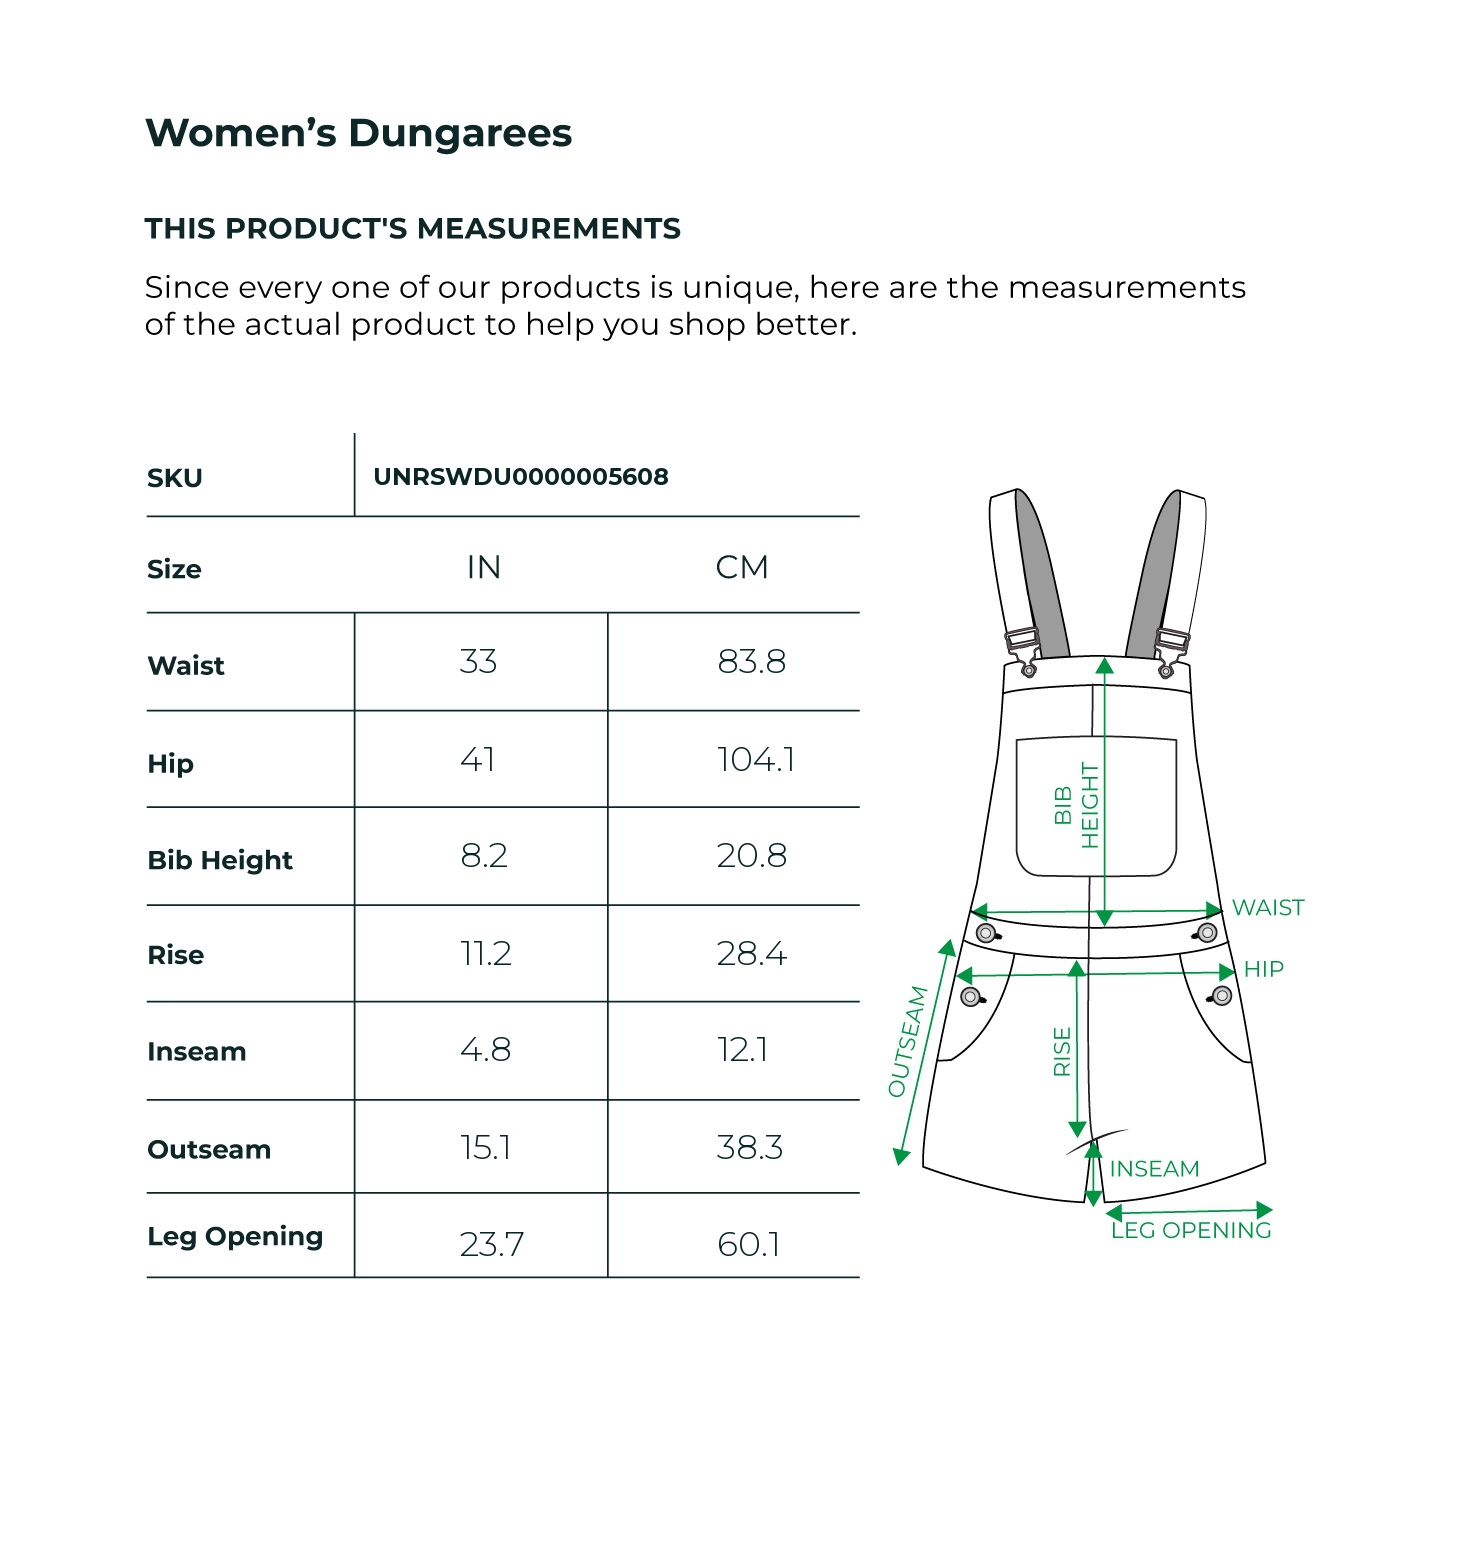 Women’s Dungarees
THIS PRODUCT'S MEASUREMENTS
Since every one of our products is unique, here are the measurements
of the actual product to help you shop better.
SKU UNRSWDU0000005608
Size IN CM
Waist 33 83.8
Hip 41 104.1
Bib Height 8.2 20.8
Rise 11.2 28.4
Inseam 4.8 12.1
Outseam 15.1 38.3
Leg Opening 23.7 60.1
BIB
HEIGHT
WAIST
HIP
OUTSEAM
RISE
INSEAM
LEG OPENING